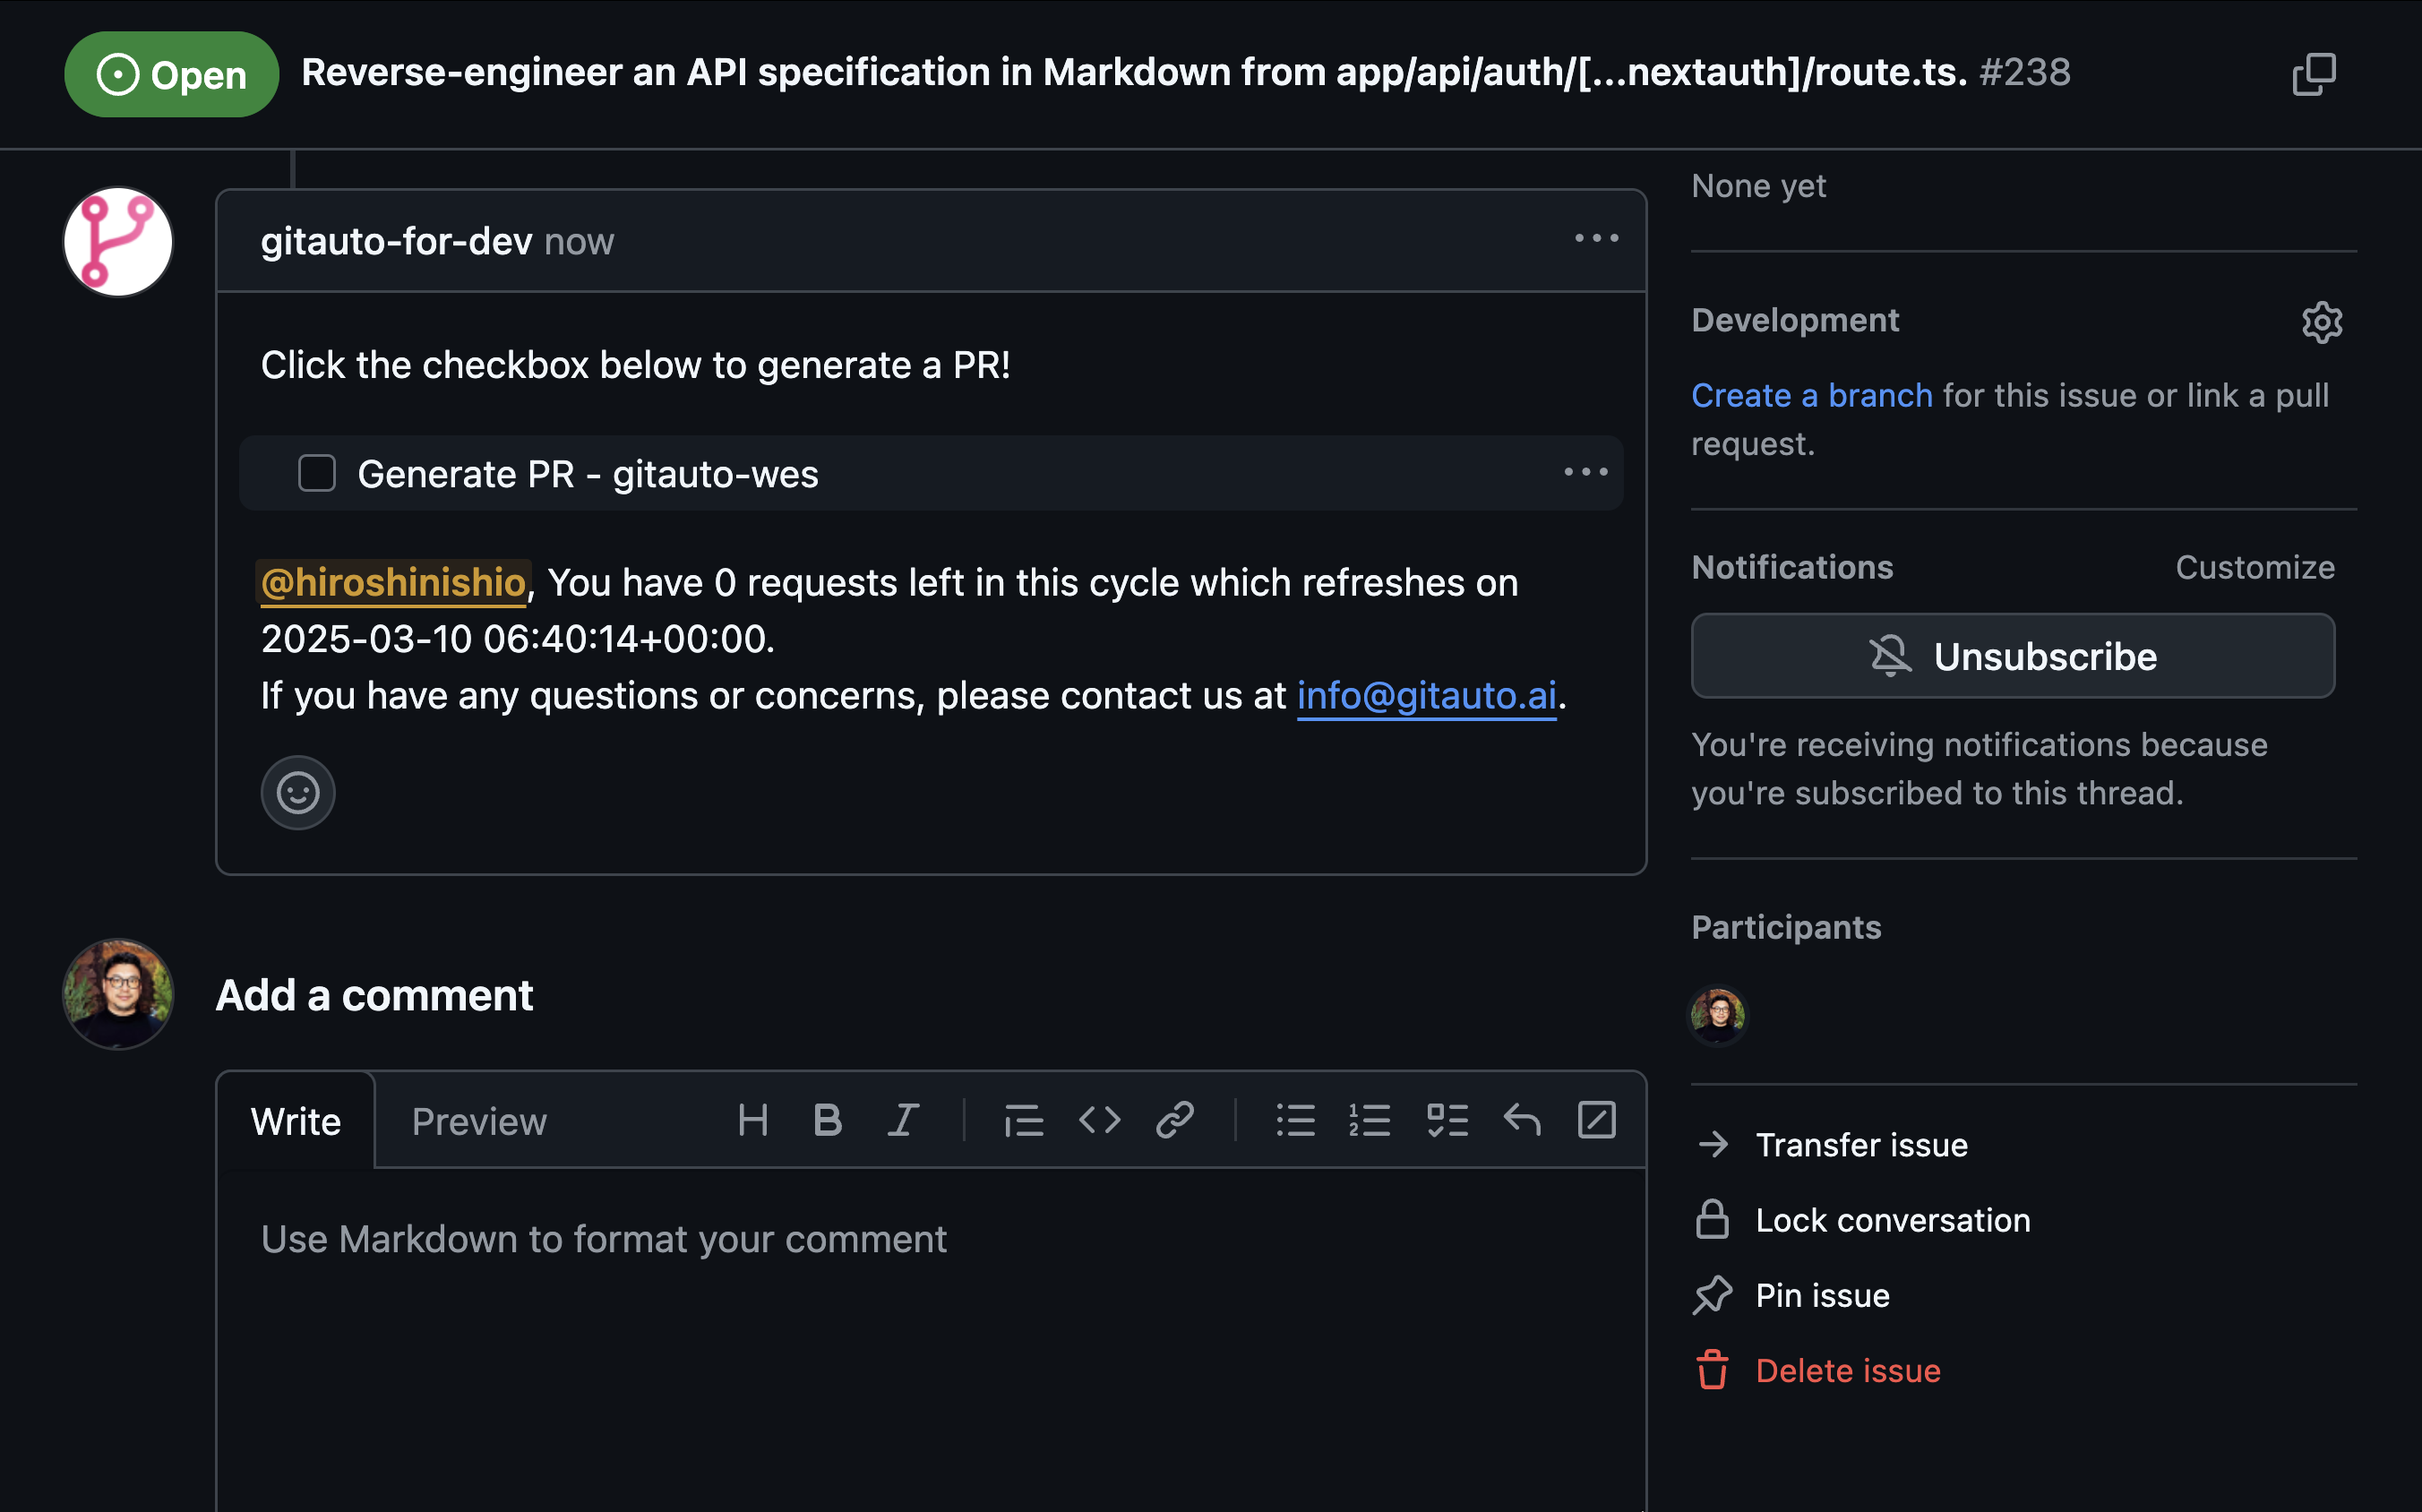 Open
Reverse-engineer an API specification in Markdown from app/api/auth/[...nextauth]/route.ts. #238
gitauto-for-dev now
Click the checkbox below to generate a PR!
Generate PR - gitauto-wes
@hiroshinishio, You have 0 requests left in this cycle which refreshes on
2025-03-10 06:40:14+00:00.
If you have any questions or concerns, please contact us at info@gitauto.ai.
Add a comment
Write Preview
Use Markdown to format your comment
None yet
Development
Create a branch for this issue or link a pull
request.
Notifications Customize
Unsubscribe
You're receiving notifications because
you're subscribed to this thread.
Participants
Transfer issue
Lock conversation
Pin issue
Delete issue